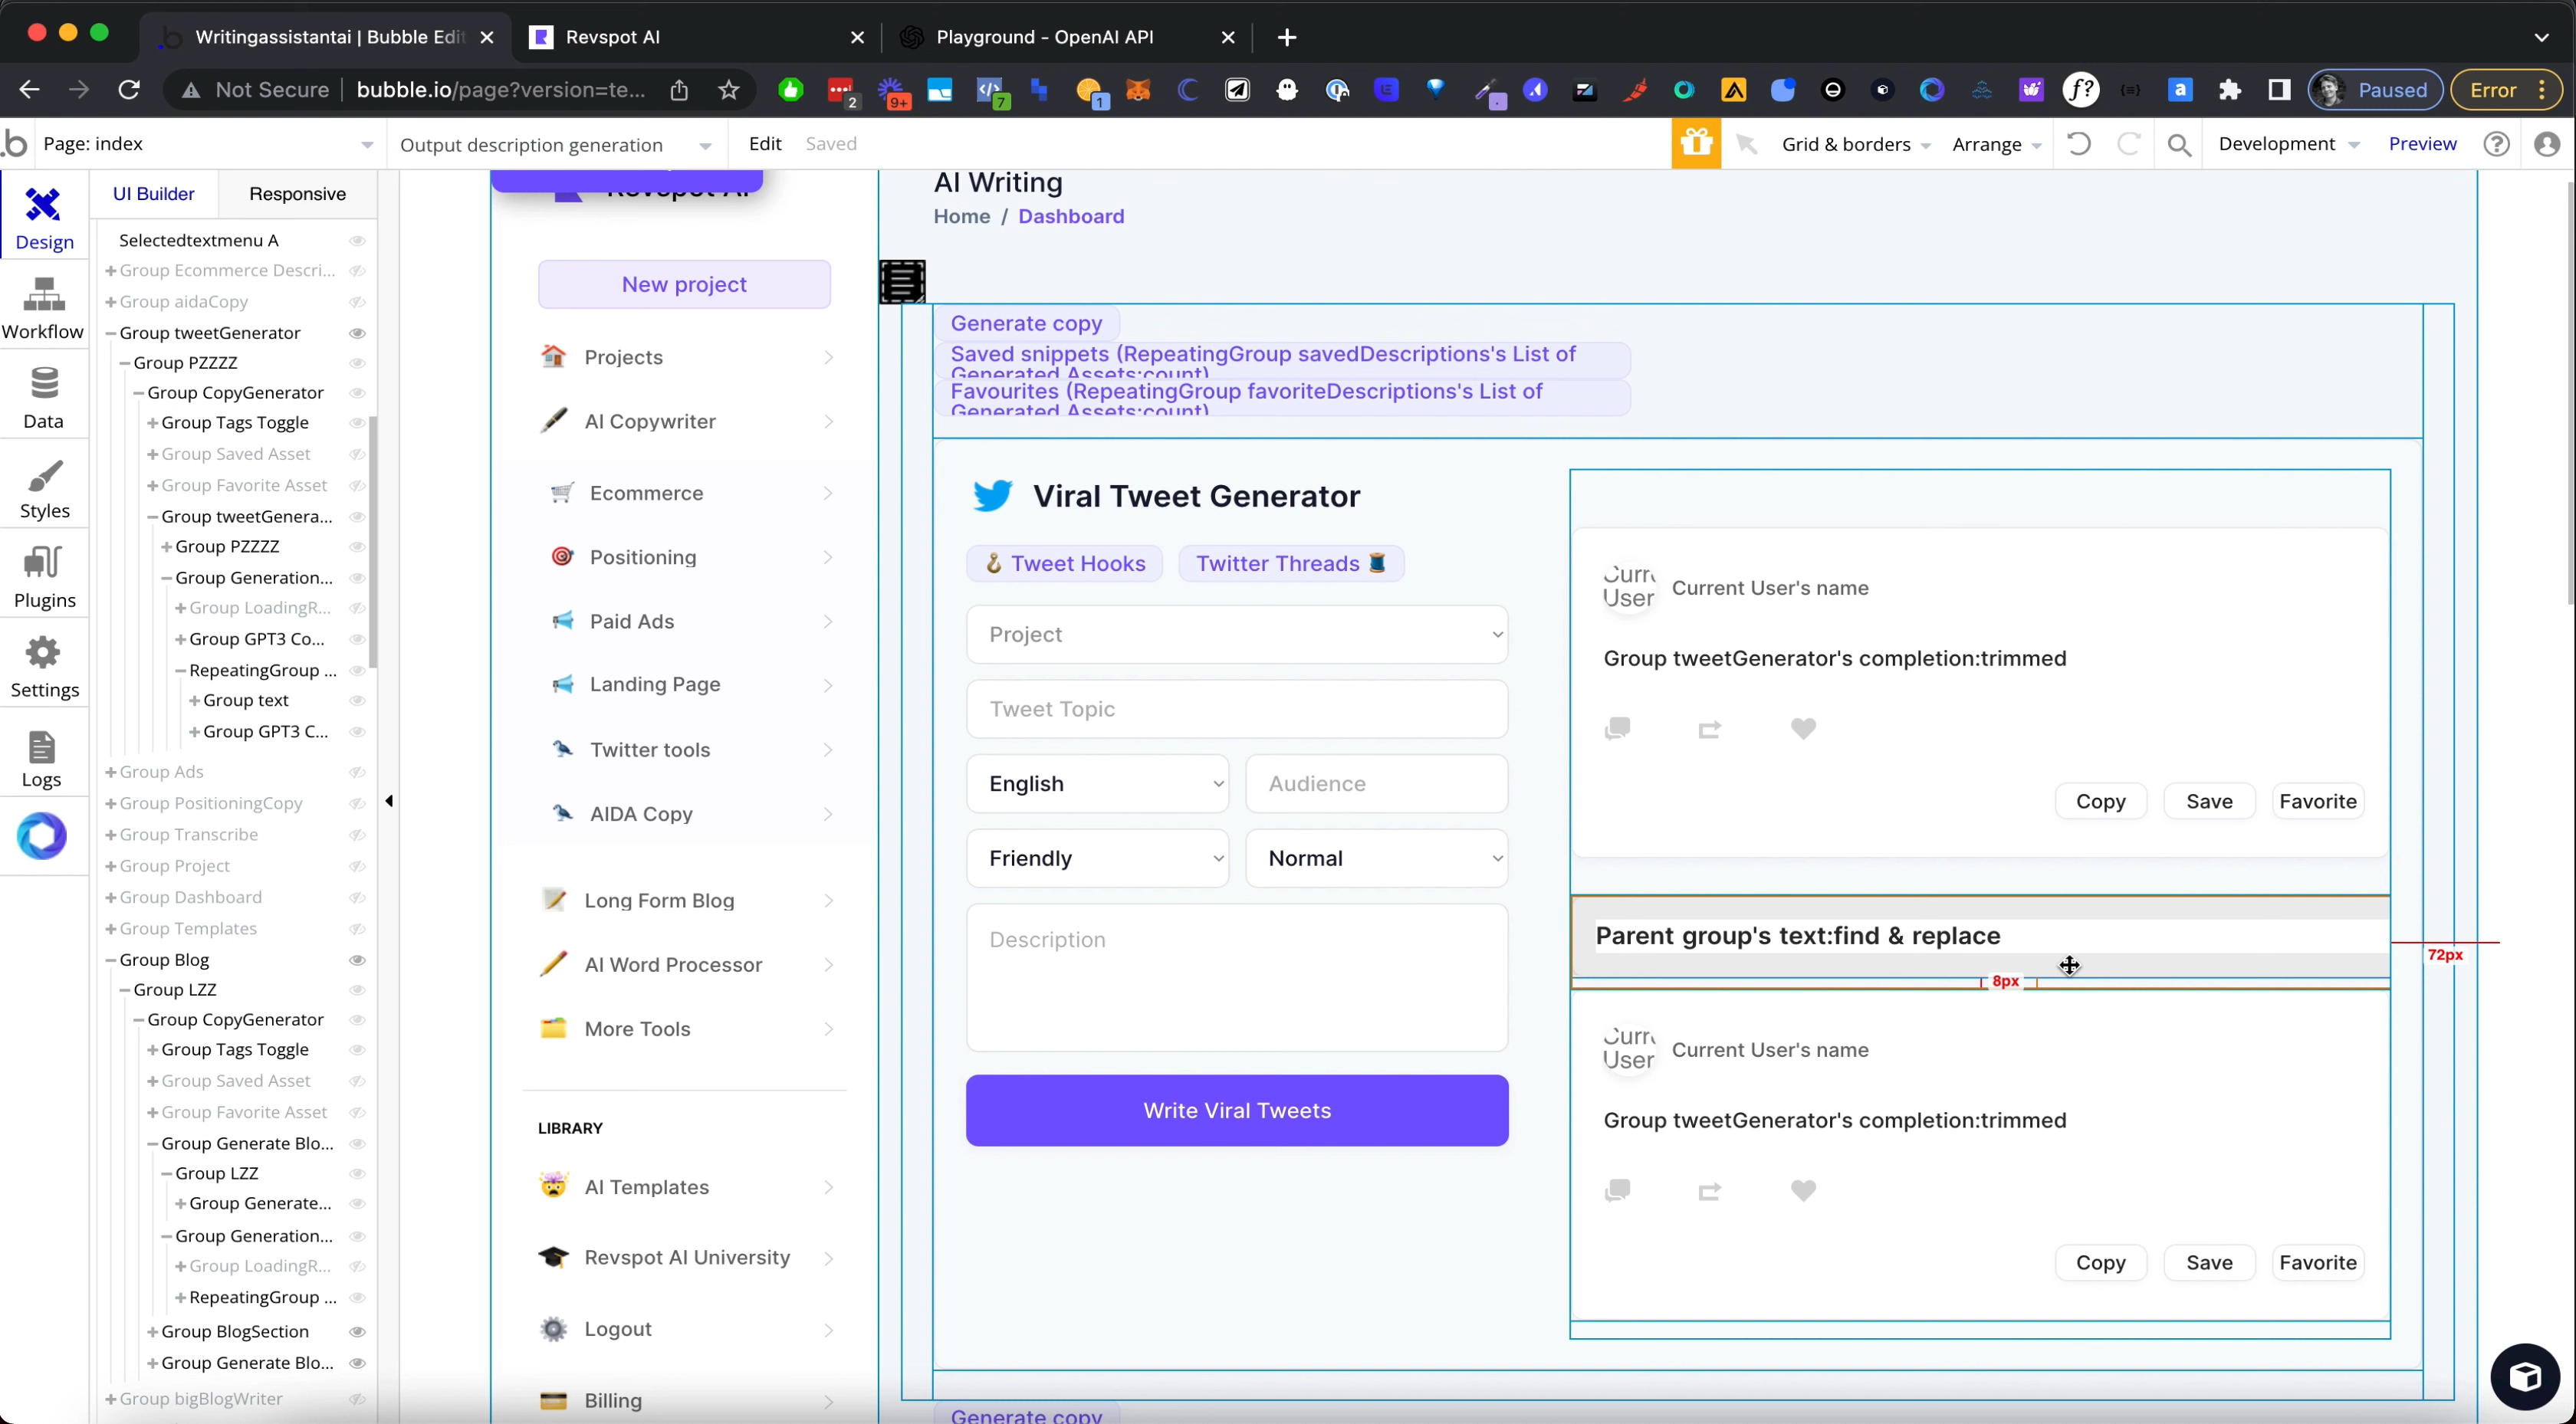 Writingassistantai | Bubble Edit
Revspot AI
Playground - OpenAI API
Not Secure
bubble.io/page?version=te...
2
9+
7
1
Paused
Error
Page: index
Output description generation
Edit
Saved
Grid & borders
Arrange
Development
Preview
UI Builder
Responsive
Design
Workflow
Data
Styles
Plugins
Settings
Logs
Selectedtextmenu A
Group Ecommerce Descri...
Group aidaCopy
Group tweetGenerator
Group PZZZZ
Group CopyGenerator
Group Tags Toggle
Group Saved Asset
Group Favorite Asset
Group tweetGenera...
Group PZZZZ
Group Generation...
Group LoadingR...
Group GPT3 Co...
RepeatingGroup ...
Group text
Group GPT3 C...
Group Ads
Group PositioningCopy
Group Transcribe
Group Project
Group Dashboard
Group Templates
Group Blog
Group LZZ
Group CopyGenerator
Group Tags Toggle
Group Saved Asset
Group Favorite Asset
Group Generate Blo...
Group LZZ
Group Generate...
Group Generation...
Group LoadingR...
RepeatingGroup ...
Group BlogSection
Group Generate Blo...
Group bigBlogWriter
Revspot AI
New project
Projects
AI Copywriter
Ecommerce
Positioning
Paid Ads
Landing Page
Twitter tools
AIDA Copy
Long Form Blog
AI Word Processor
More Tools
LIBRARY
AI Templates
Revspot AI University
Logout
Billing
AI Writing
Home / Dashboard
Generate copy
Saved snippets (RepeatingGroup savedDescriptions's List of
Generated Assets:count)
Favourites (RepeatingGroup favoriteDescriptions's List of
Generated Assets:count)
Viral Tweet Generator
Tweet Hooks
Twitter Threads
Project
Tweet Topic
English
Audience
Friendly
Normal
Description
Write Viral Tweets
Curre
User
Current User's name
Group tweetGenerator's completion:trimmed
Copy
Save
Favorite
Parent group's text:find & replace
72px
8px
Curre
User
Current User's name
Group tweetGenerator's completion:trimmed
Copy
Save
Favorite
Generate copy